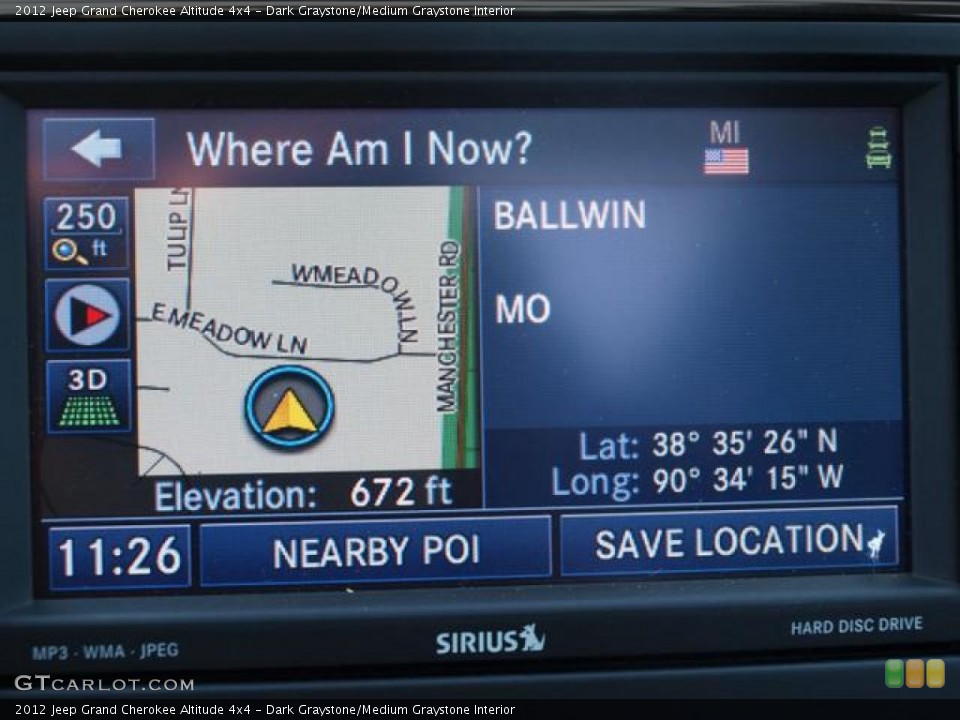 2012 Jeep Grand Cherokee Altitude 4x4 - Dark Graystone/Medium Graystone Interior
Where Am I Now?
MI
250
ft
3D
TULIP LN
WMEADOW LN
E MEADOW LN
MANCHESTER RD
BALLWIN
MO
Lat: 38° 35' 26" N
Long: 90° 34' 15" W
Elevation: 672 ft
11:26
NEARBY POI
SAVE LOCATION
MP3 · WMA · JPEG
SIRIUS
HARD DISC DRIVE
GTCARLOT.COM
2012 Jeep Grand Cherokee Altitude 4x4 - Dark Graystone/Medium Graystone Interior